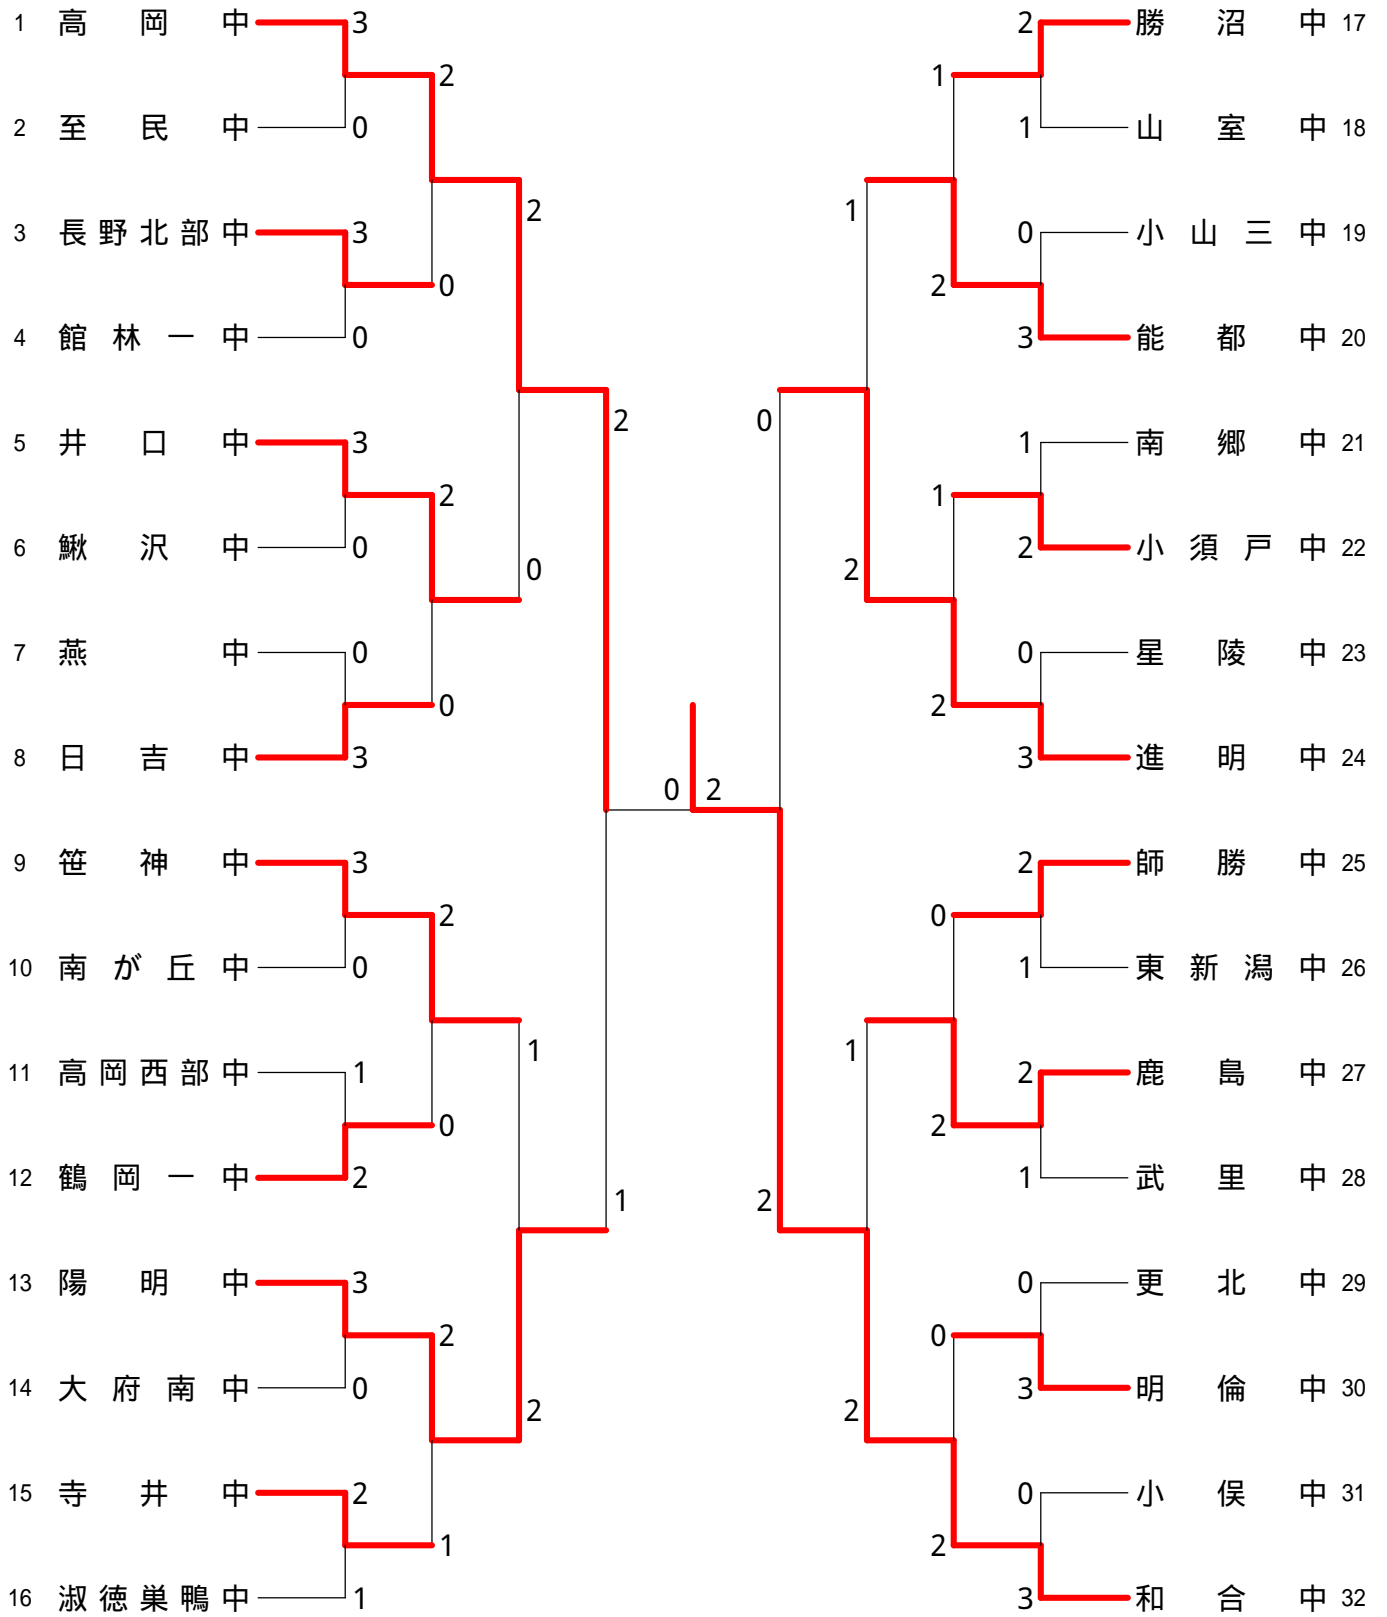 1 高岡中 3
2
2 至民中 0
2
3 長野北部中 3
0
4 館林一中 0
2
5 井口中 3
2
6 鰍沢中 0
0
7 燕中 0
0
8 日吉中 3
9 笹神中 3
2
10 南が丘中 0
1
11 高岡西部中 1
0
12 鶴岡一中 2
1
13 陽明中 3
2
14 大府南中 0
2
15 寺井中 2
1
16 淑徳巣鴨中 1
0 2
2 勝沼中 17
1
1 山室中 18
1
0 小山三中 19
2
3 能都中 20
0
1 南郷中 21
1
2 小須戸中 22
2
0 星陵中 23
2
3 進明中 24
2 師勝中 25
0
1 東新潟中 26
1
2 鹿島中 27
2
1 武里中 28
2
0 更北中 29
0
3 明倫中 30
2
0 小俣中 31
2
3 和合中 32